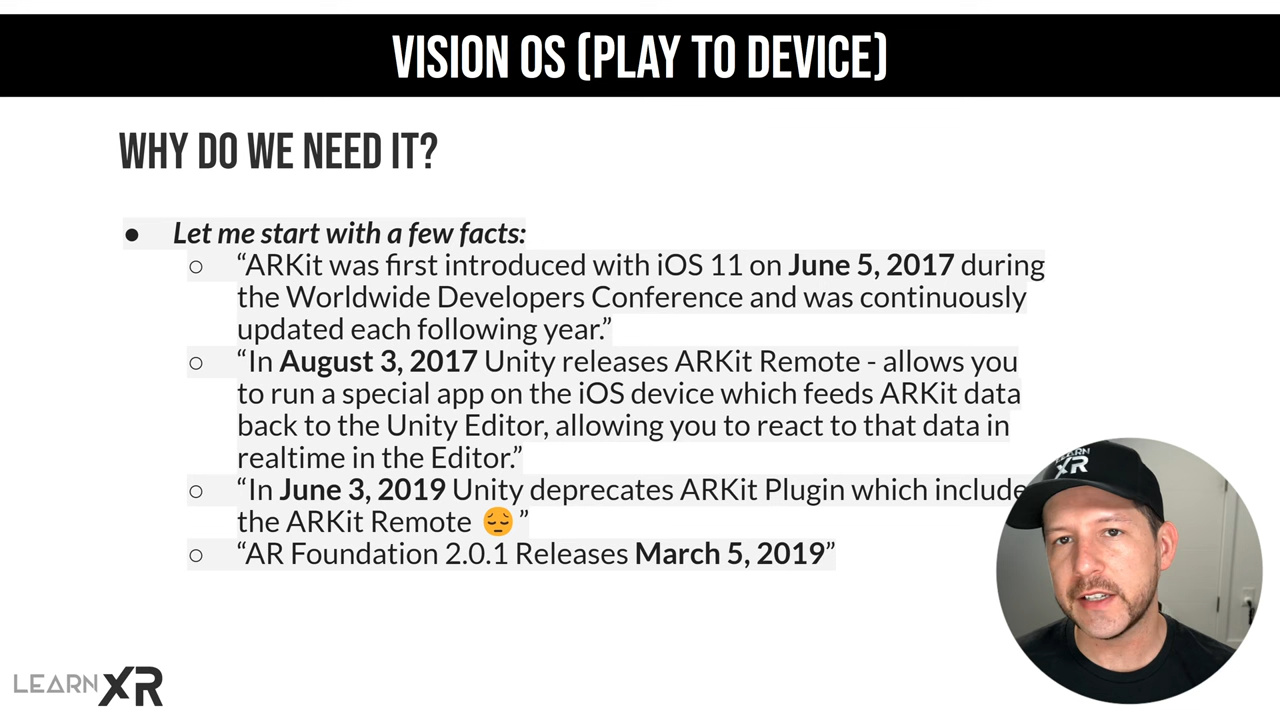 VISION OS (PLAY TO DEVICE)
WHY DO WE NEED IT?
● Let me start with a few facts:
○ “ARKit was first introduced with iOS 11 on June 5, 2017 during
the Worldwide Developers Conference and was continuously
updated each following year.”
○ “In August 3, 2017 Unity releases ARKit Remote - allows you
to run a special app on the iOS device which feeds ARKit data
back to the Unity Editor, allowing you to react to that data in
realtime in the Editor.”
○ “In June 3, 2019 Unity deprecates ARKit Plugin which include
the ARKit Remote 😔 ”
○ “AR Foundation 2.0.1 Releases March 5, 2019”
LEARN XR
XR